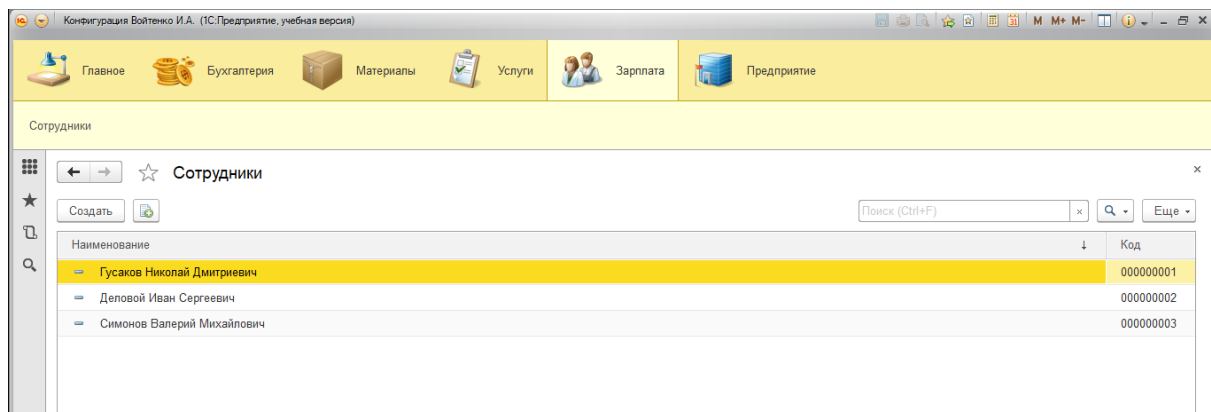 Конфигурация Войтенко И.А. (1С:Предприятие, учебная версия) M M+ M-
Главное Бухгалтерия Материалы Услуги Зарплата Предприятие
Сотрудники
Сотрудники
Создать Поиск (Ctrl+F) Еще
Наименование Код
Гусаков Николай Дмитриевич 000000001
Деловой Иван Сергеевич 000000002
Симонов Валерий Михайлович 000000003